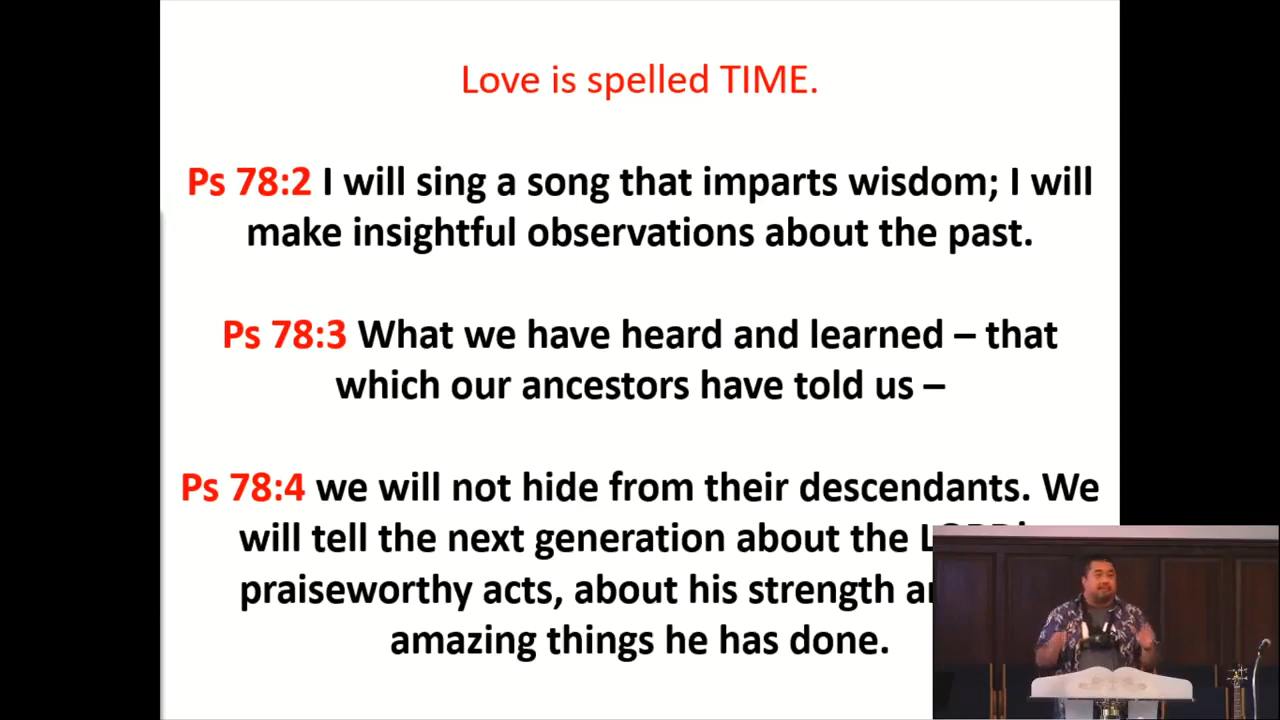 Love is spelled TIME.
Ps 78:2 I will sing a song that imparts wisdom; I will
make insightful observations about the past.
Ps 78:3 What we have heard and learned – that
which our ancestors have told us –
Ps 78:4 we will not hide from their descendants. We
will tell the next generation about the
praiseworthy acts, about his strength
amazing things he has done.